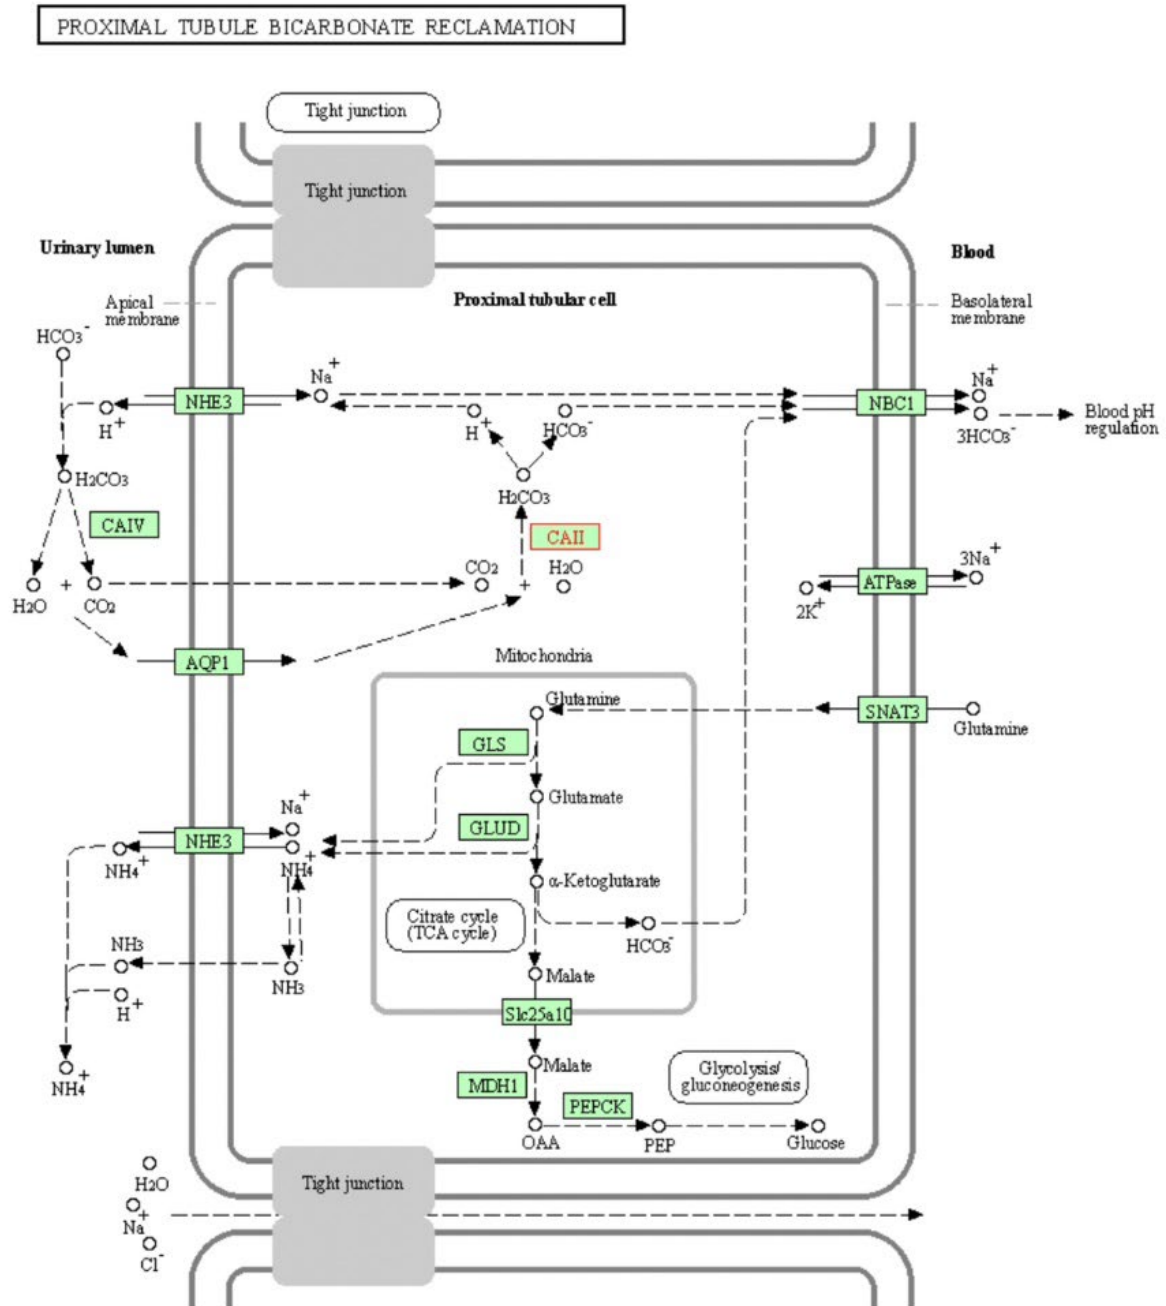 PROXIMAL TUBULE BICARBONATE RECLAMATION
Tight junction
Tight junction
Urinary lumen
Blood
Apical
membrane
Proximal tubular cell
Basolateral
membrane
HCO3-
Na+
Na+
NHE3
NBC1
H+
H+
HCO3-
3HCO3-
Blood pH
regulation
H2CO3
H2CO3
CAIV
CAII
CO2
H2O
3Na+
ATPase
H2O
+
CO2
+
2K+
AQP1
Mitochondria
Glutamine
SNAT3
Glutamine
GLS
Glutamate
Na+
GLUD
NHE3
NH4+
NH4+
α-Ketoglutarate
Citrate cycle
(TCA cycle)
HCO3-
NH3
NH3
Malate
H+
Slc25a10
Malate
NH4+
MDH1
Glycolysis/
gluconeogenesis
PEPCK
OAA
PEP
Glucose
H2O
Tight junction
Na+
Cl-